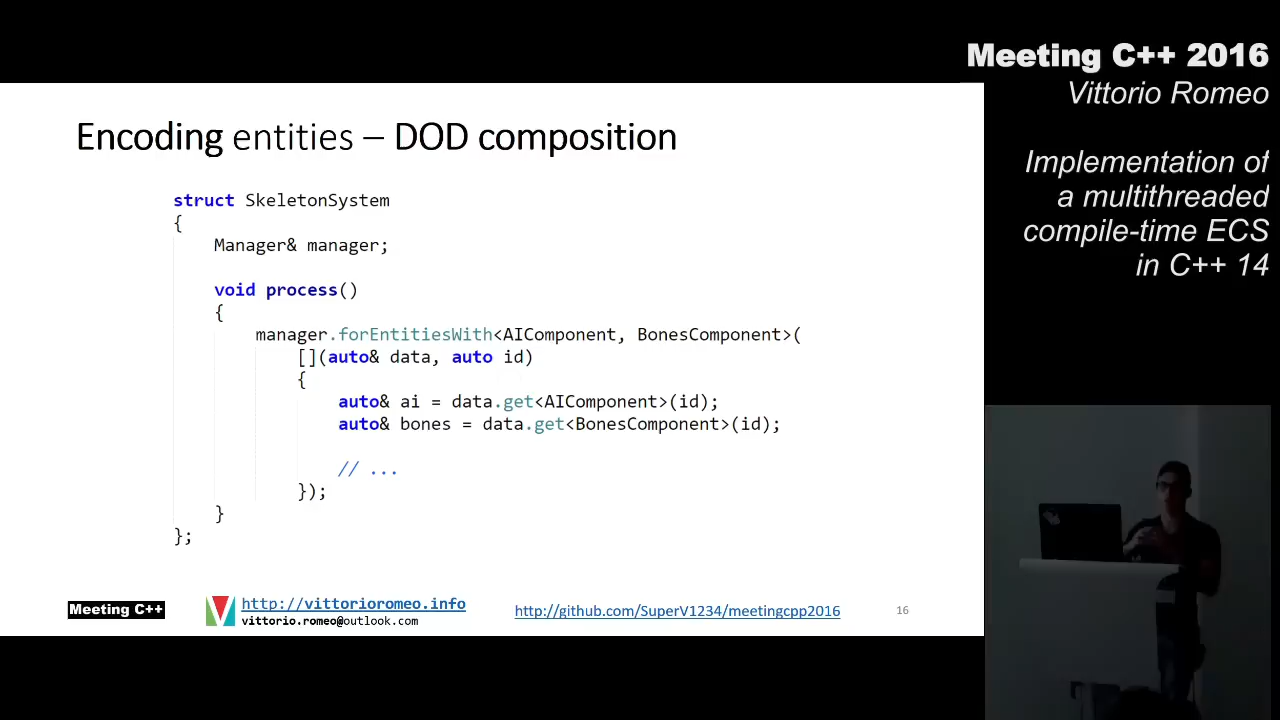 Meeting C++ 2016
Vittorio Romeo
Implementation of
a multithreaded
compile-time ECS
in C++ 14
Encoding entities – DOD composition
struct SkeletonSystem
{
Manager& manager;
void process()
{
manager.forEntitiesWith<AIComponent, BonesComponent>(
[](auto& data, auto id)
{
auto& ai = data.get<AIComponent>(id);
auto& bones = data.get<BonesComponent>(id);
// ...
});
}
};
Meeting C++
http://vittorioromeo.info
vittorio.romeo@outlook.com
http://github.com/SuperV1234/meetingcpp2016
16